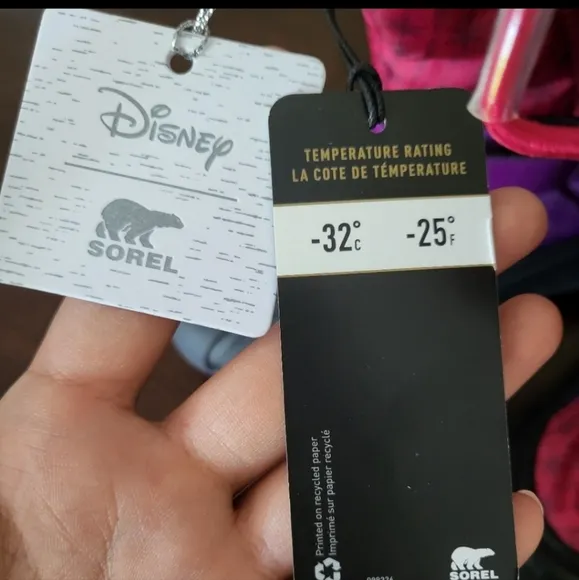 Disney
SOREL
TEMPERATURE RATING
LA COTE DE TÉMPERATURE
-32°C -25°F
Printed on recycled paper
Imprimé sur papier recyclé
SOREL